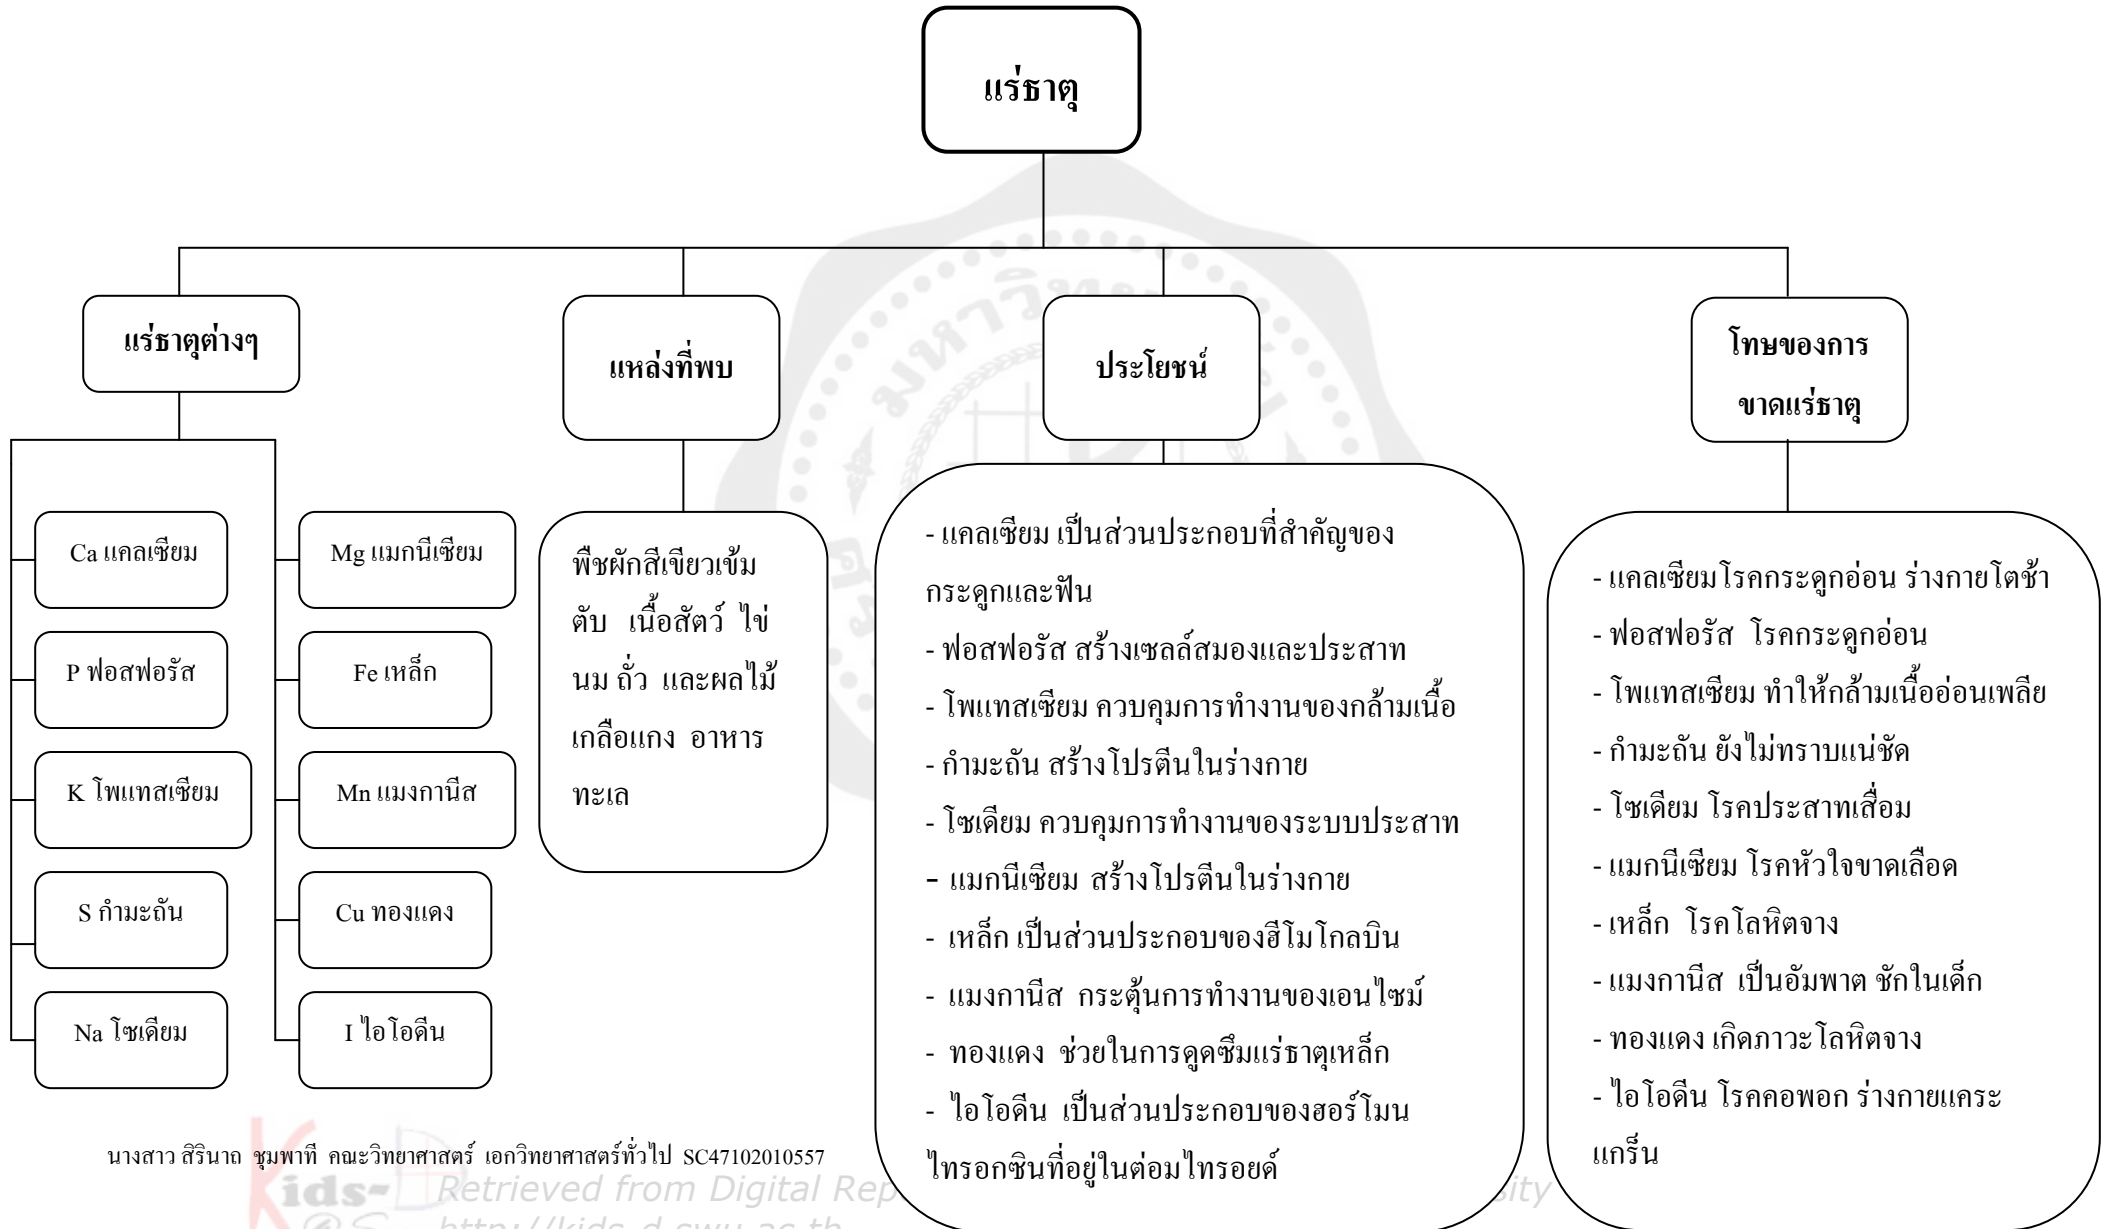 แร่ธาตุ
แร่ธาตุต่างๆ
แหล่งที่พบ
ประโยชน์
โทษของการ
ขาดแร่ธาตุ
Ca แคลเซียม
P ฟอสฟอรัส
K โพแทสเซียม
S กำมะถัน
Na โซเดียม
Mg แมกนีเซียม
Fe เหล็ก
Mn แมงกานีส
Cu ทองแดง
I ไอโอดีน
พืชผักสีเขียวเข้ม
ตับ เนื้อสัตว์ ไข่
นม ถั่ว และผลไม้
เกลือแกง อาหาร
ทะเล
- แคลเซียม เป็นส่วนประกอบที่สำคัญของ
กระดูกและฟัน
- ฟอสฟอรัส สร้างเซลล์สมองและประสาท
- โพแทสเซียม ควบคุมการทำงานของกล้ามเนื้อ
- กำมะถัน สร้างโปรตีนในร่างกาย
- โซเดียม ควบคุมการทำงานของระบบประสาท
- แมกนีเซียม สร้างโปรตีนในร่างกาย
- เหล็ก เป็นส่วนประกอบของฮีโมโกลบิน
- แมงกานีส กระตุ้นการทำงานของเอนไซม์
- ทองแดง ช่วยในการดูดซึมแร่ธาตุเหล็ก
- ไอโอดีน เป็นส่วนประกอบของฮอร์โมน
ไทรอกซินที่อยู่ในต่อมไทรอยด์
- แคลเซียมโรคกระดูกอ่อน ร่างกายโตช้า
- ฟอสฟอรัส โรคกระดูกอ่อน
- โพแทสเซียม ทำให้กล้ามเนื้ออ่อนเพลีย
- กำมะถัน ยังไม่ทราบแน่ชัด
- โซเดียม โรคประสาทเสื่อม
- แมกนีเซียม โรคหัวใจขาดเลือด
- เหล็ก โรคโลหิตจาง
- แมงกานีส เป็นอัมพาต ชักในเด็ก
- ทองแดง เกิดภาวะโลหิตจาง
- ไอโอดีน โรคคอพอก ร่างกายแคระ
แกร็น
นางสาว สิรินาถ ชุมพาที คณะวิทยาศาสตร์ เอกวิทยาศาสตร์ทั่วไป SC47102010557
Kids-
Retrieved from Digital Rep
sity
http://kids-d.swu.ac.th
มหาวิทย